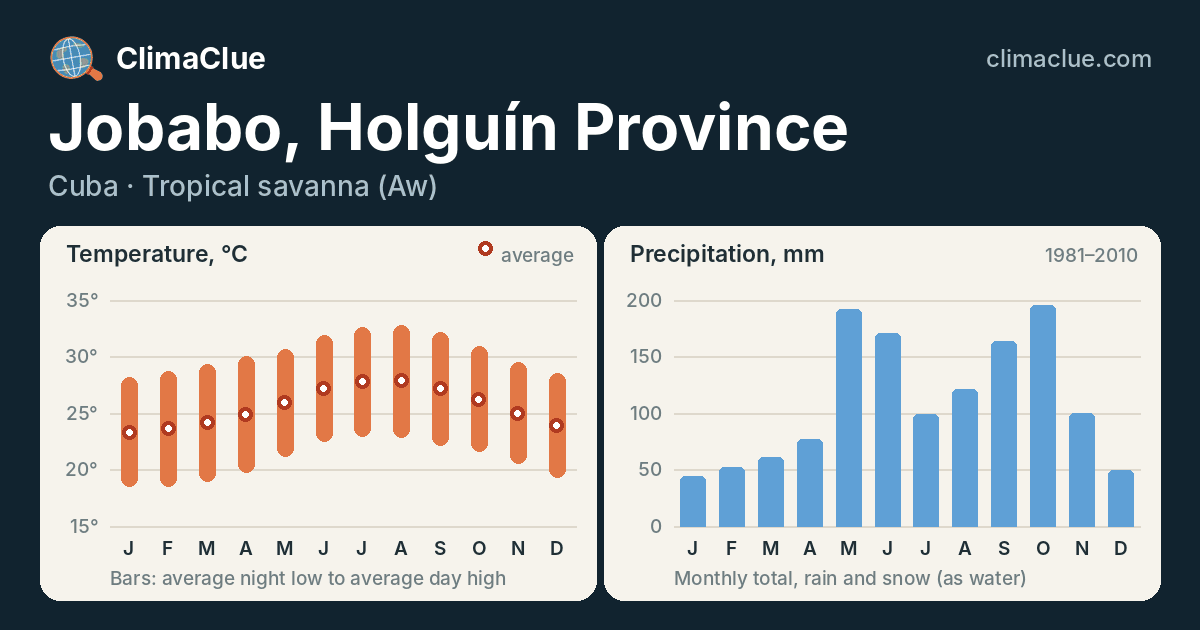 ClimaClue
climaclue.com
Jobabo, Holguín Province
Cuba · Tropical savanna (Aw)
Temperature, °C
average
35°
30°
25°
20°
15°
J F M A M J J A S O N D
Bars: average night low to average day high
Precipitation, mm
1981–2010
200
150
100
50
0
J F M A M J J A S O N D
Monthly total, rain and snow (as water)